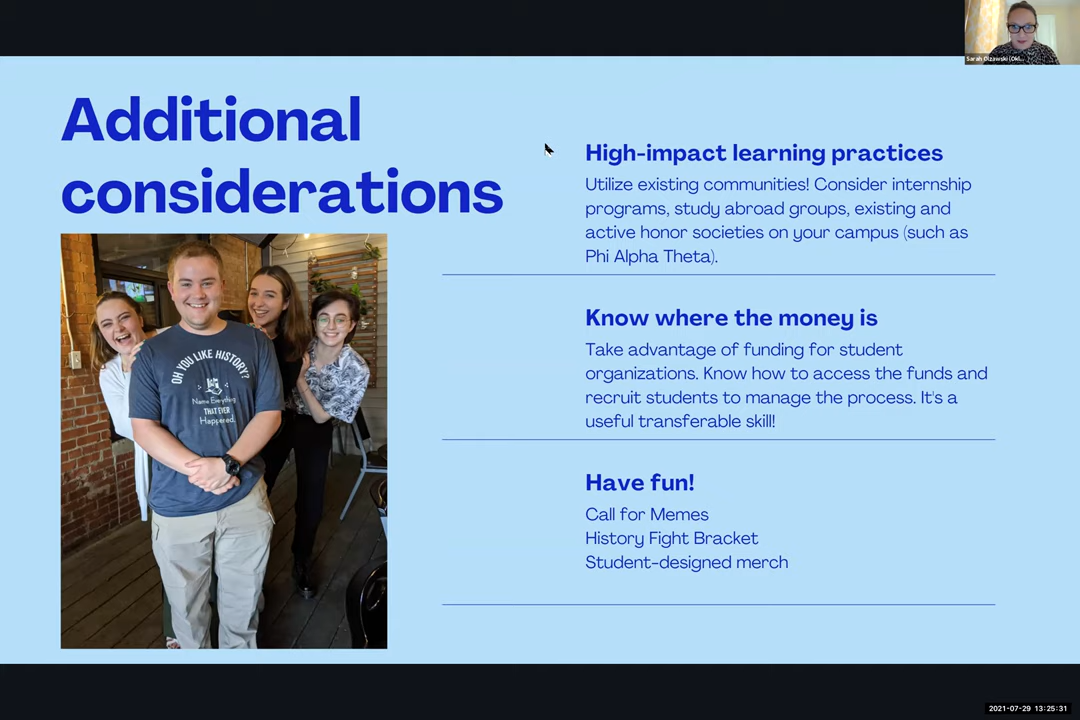 Additional
considerations
High-impact learning practices
Utilize existing communities! Consider internship
programs, study abroad groups, existing and
active honor societies on your campus (such as
Phi Alpha Theta).
Know where the money is
Take advantage of funding for student
organizations. Know how to access the funds and
recruit students to manage the process. It's a
useful transferable skill!
Have fun!
Call for Memes
History Fight Bracket
Student-designed merch
OH YOU LIKE HISTORY?
Name Everything
THAT EVER
Happened.
Sarah
2021-07-29 13:25:31